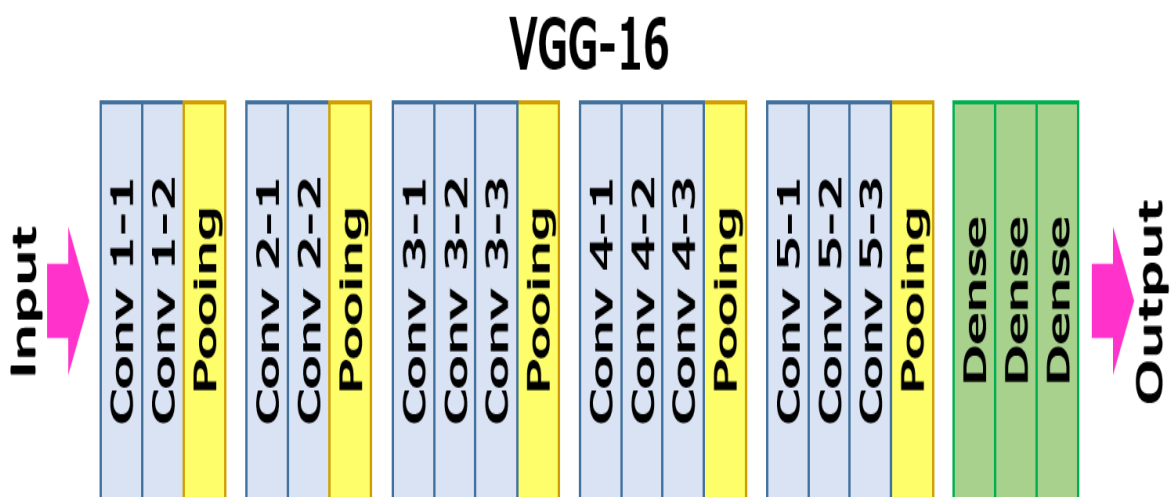 VGG-16
Input
Conv 1-1
Conv 1-2
Pooing
Conv 2-1
Conv 2-2
Pooing
Conv 3-1
Conv 3-2
Conv 3-3
Pooing
Conv 4-1
Conv 4-2
Conv 4-3
Pooing
Conv 5-1
Conv 5-2
Conv 5-3
Pooing
Dense
Dense
Dense
Output